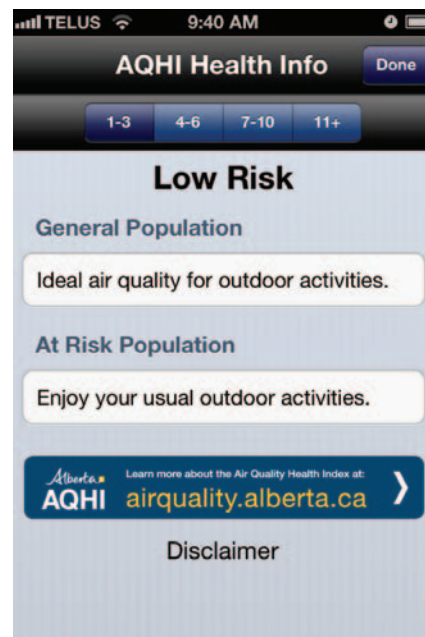 TELUS 9:40 AM
AQHI Health Info Done
1-3 4-6 7-10 11+
Low Risk
General Population
Ideal air quality for outdoor activities.
At Risk Population
Enjoy your usual outdoor activities.
Alberta Learn more about the Air Quality Health Index at:
AQHI airquality.alberta.ca
Disclaimer